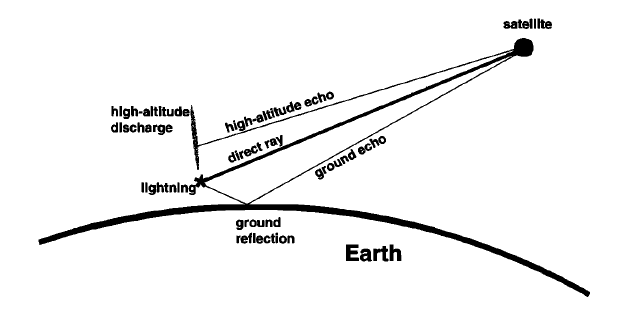 satellite
high-altitude
discharge
high-altitude echo
direct ray
ground echo
lightning
ground
reflection
Earth